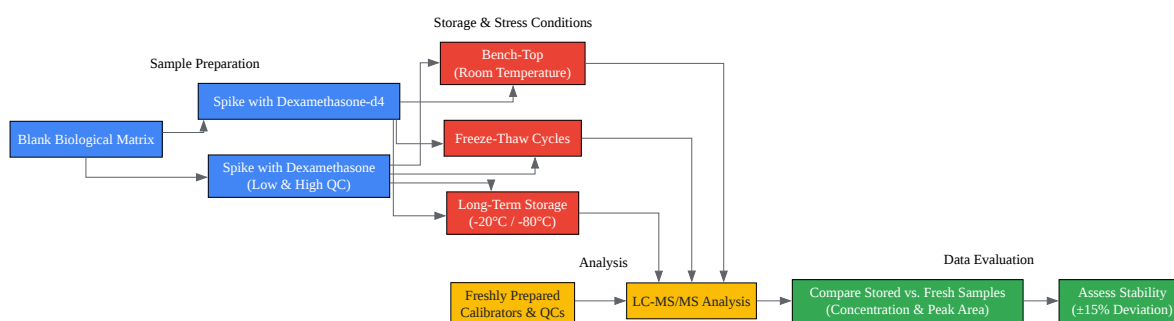 Storage & Stress Conditions
Bench-Top
(Room Temperature)
Sample Preparation
Spike with Dexamethasone-d4
Blank Biological Matrix
Freeze-Thaw Cycles
Spike with Dexamethasone
(Low & High QC)
Long-Term Storage
(-20°C / -80°C)
Analysis
Data Evaluation
Freshly Prepared
Calibrators & QCs
LC-MS/MS Analysis
Compare Stored vs. Fresh Samples
(Concentration & Peak Area)
Assess Stability
(±15% Deviation)